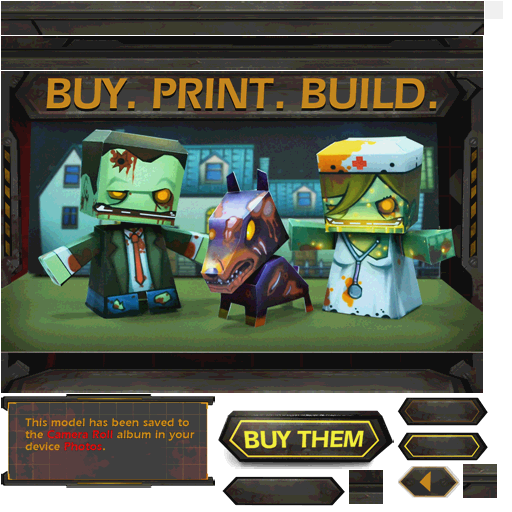 BUY. PRINT. BUILD.
This model has been saved to
the Camera Roll album in your
device Photos.
BUY THEM